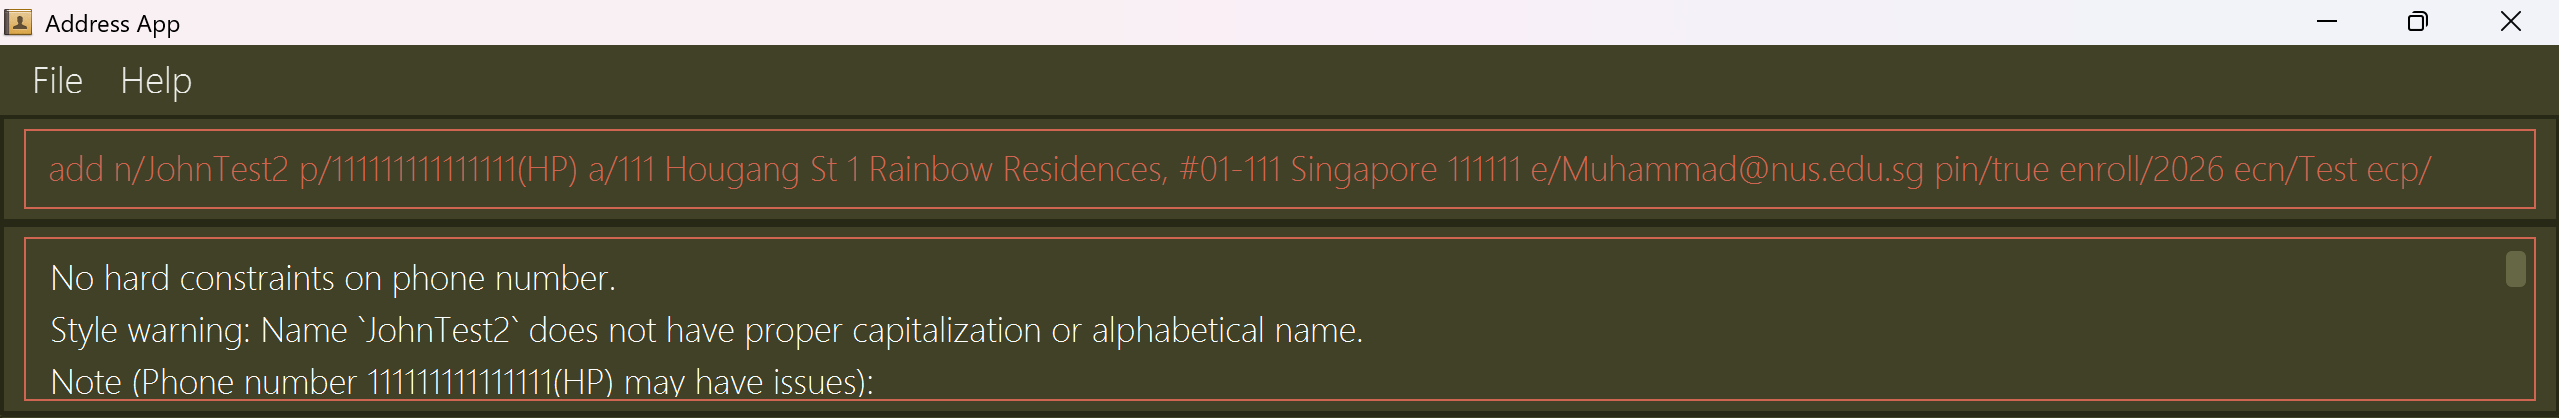 Address App
File Help
add n/JohnTest2 p/111111111111111(HP) a/111 Hougang St 1 Rainbow Residences, #01-111 Singapore 111111 e/Muhammad@nus.edu.sg pin/true enroll/2026 ecn/Test ecp/
No hard constraints on phone number.
Style warning: Name `JohnTest2` does not have proper capitalization or alphabetical name.
Note (Phone number 111111111111111(HP) may have issues):